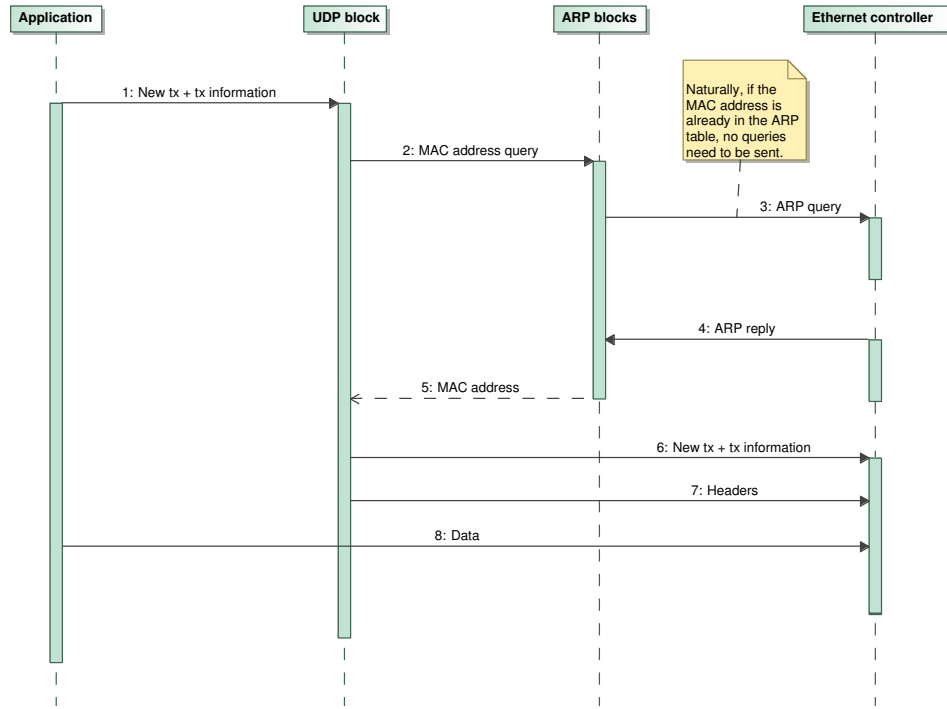 Application
UDP block
ARP blocks
Ethernet controller
1: New tx + tx information
Naturally, if the
MAC address is
already in the ARP
table, no queries
need to be sent.
2: MAC address query
3: ARP query
4: ARP reply
5: MAC address
6: New tx + tx information
7: Headers
8: Data